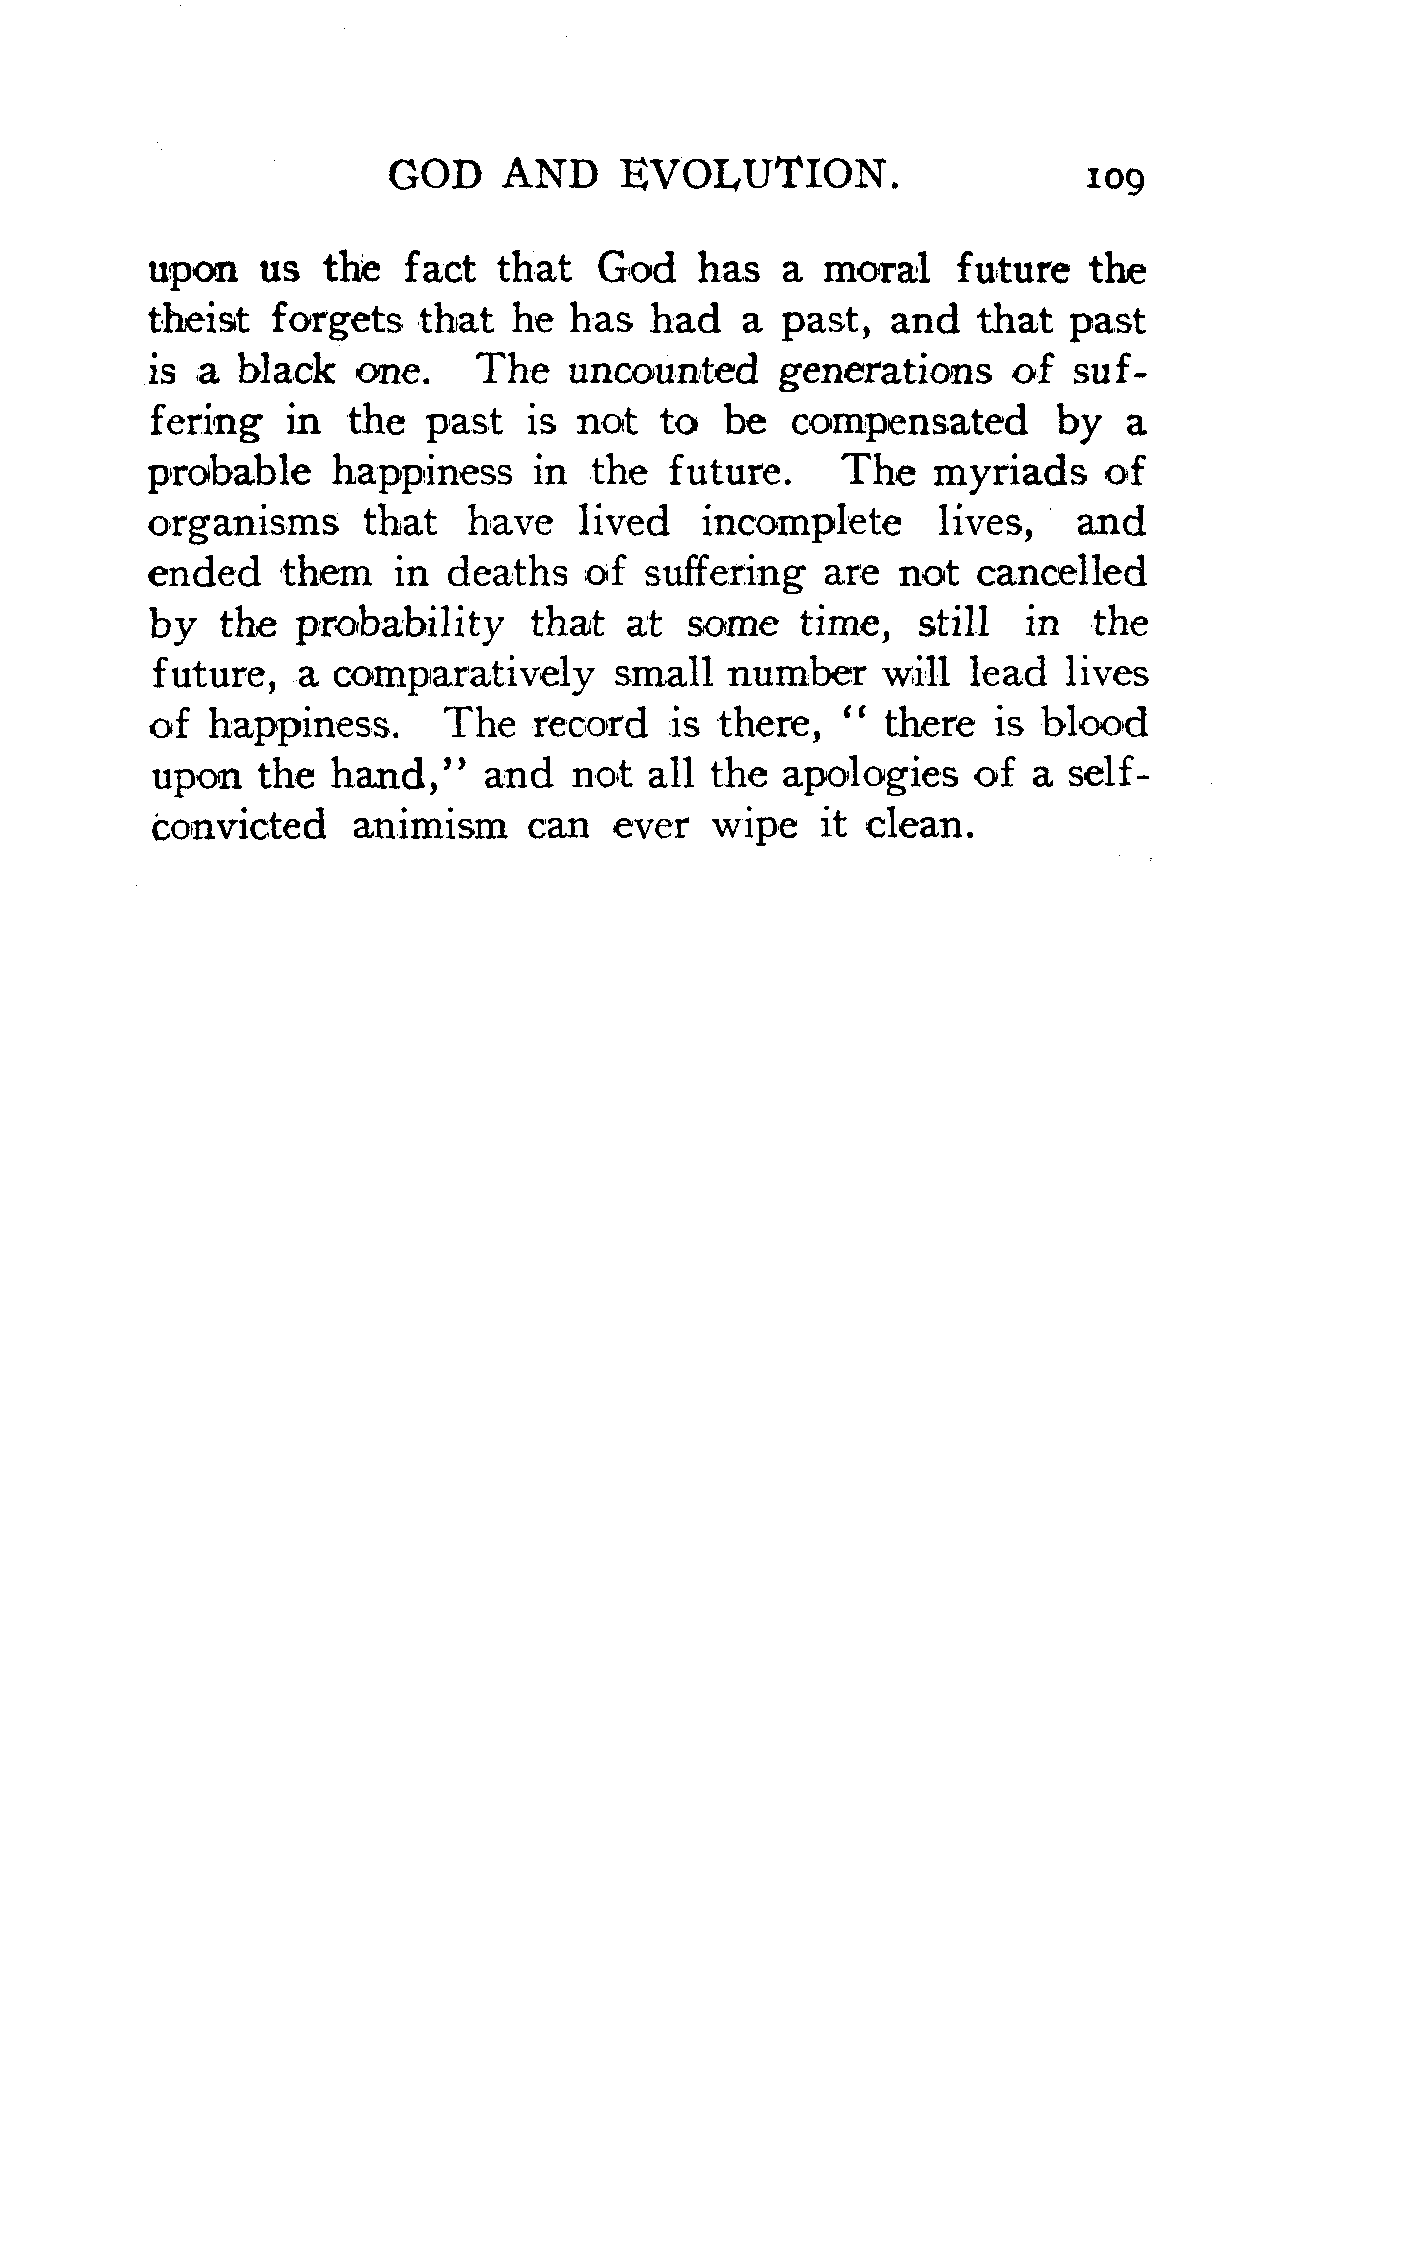 GOD AND EVOLUTION. 109
upon us the fact that God has a moral future the
theist forgets that he has had a past, and that past
is a black one. The uncounted generations of suf-
fering in the past is not to be compensated by a
probable happiness in the future. The myriads of
organisms that have lived incomplete lives, and
ended them in deaths of suffering are not cancelled
by the probability that at some time, still in the
future, a comparatively small number will lead lives
of happiness. The record is there, “ there is blood
upon the hand,” and not all the apologies of a self-
convicted animism can ever wipe it clean.